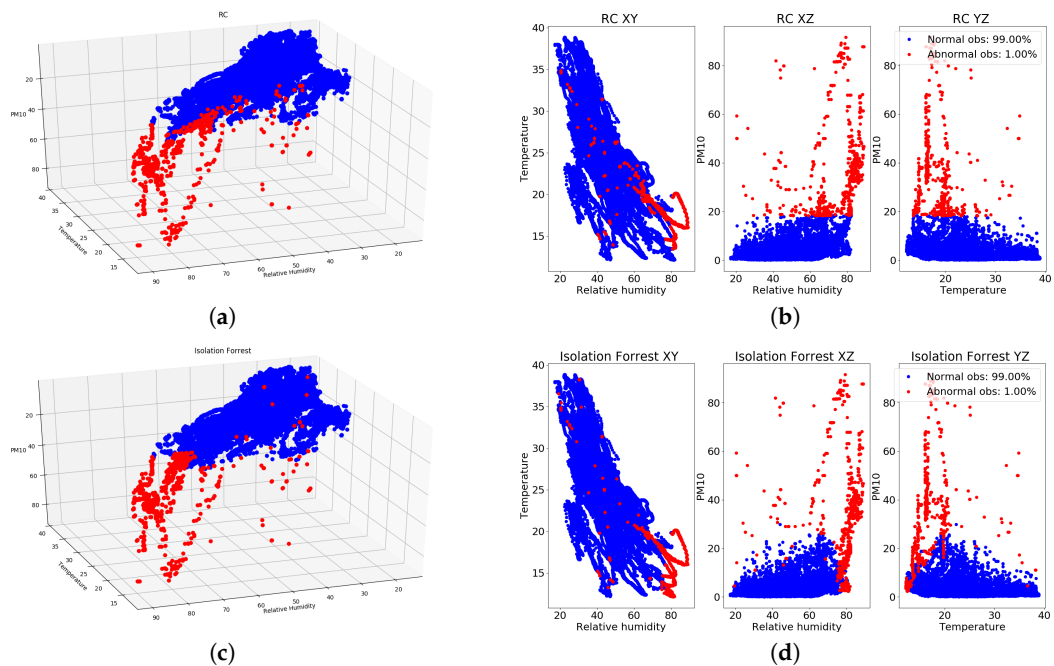 RC
20
40
PM10
60
80
40
35
30
25
20
15
Temperature
90
80
70
60
50
40
30
20
Relative Humidity
(a)
RC XY
RC XZ
RC YZ
Normal obs: 99.00%
Abnormal obs: 1.00%
40
35
30
25
20
15
Temperature
20
40
60
80
Relative humidity
80
60
40
20
0
PM10
20
40
60
80
Relative humidity
80
60
40
20
0
PM10
20
30
40
Temperature
(b)
Isolation Forrest
20
40
PM10
60
80
40
35
30
25
20
15
Temperature
90
80
70
60
50
40
30
20
Relative Humidity
(c)
Isolation Forrest XY
Isolation Forrest XZ
Isolation Forrest YZ
Normal obs: 99.00%
Abnormal obs: 1.00%
40
35
30
25
20
15
Temperature
20
40
60
80
Relative humidity
80
60
40
20
0
PM10
20
40
60
80
Relative humidity
80
60
40
20
0
PM10
20
30
40
Temperature
(d)